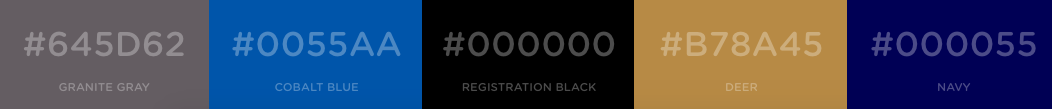 #645D62 #0055AA #000000 #B78A45 #000055
GRANITE GRAY COBALT BLUE REGISTRATION BLACK DEER NAVY